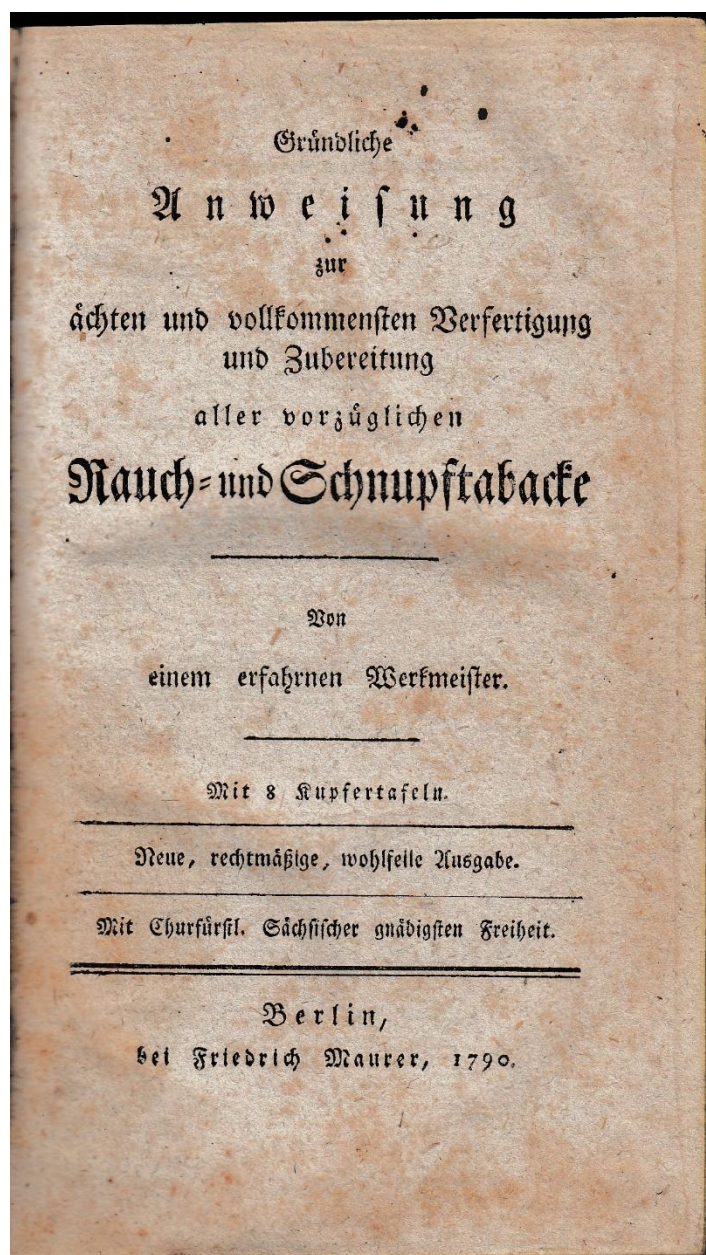 Gründliche
Anweisung
zur
ächten und vollkommensten Verfertigung
und Zubereitung
aller vorzüglichen
Rauch- und Schnupftabacke
Von
einem erfahrnen Werkmeister.
Mit 8 Kupfertafeln.
Neue, rechtmäßige, wohlfeile Ausgabe.
Mit Churfürstl. Sächsischer gnädigsten Freiheit.
Berlin,
bei Friedrich Maurer, 1790.